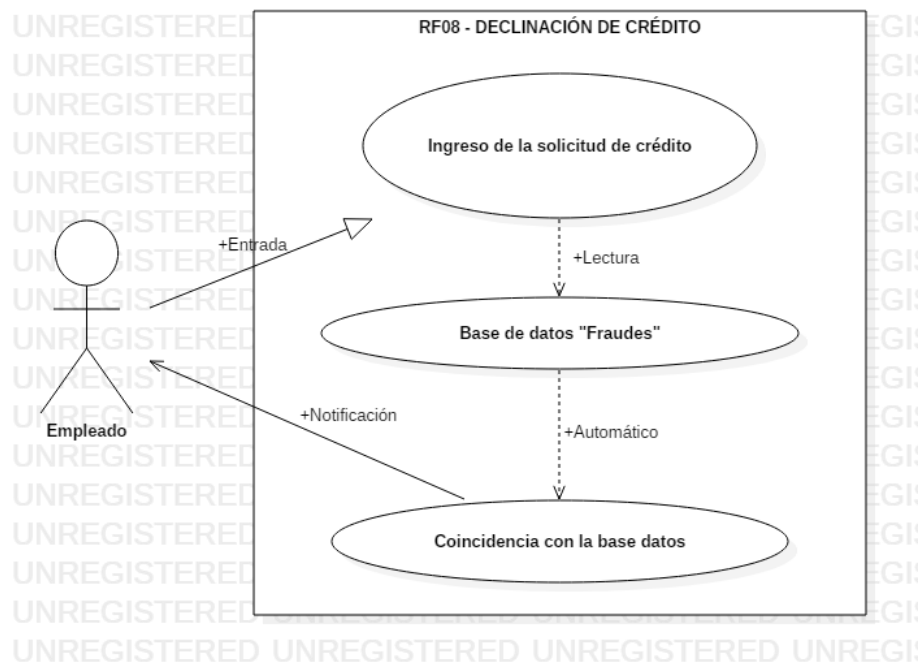 RF08 - DECLINACIÓN DE CRÉDITO
Ingreso de la solicitud de crédito
+Entrada
+Lectura
Base de datos "Fraudes"
+Notificación
+Automático
Empleado
Coincidencia con la base datos
UNREGISTERED UNREGISTERED UNREGISTERED UNREGIS